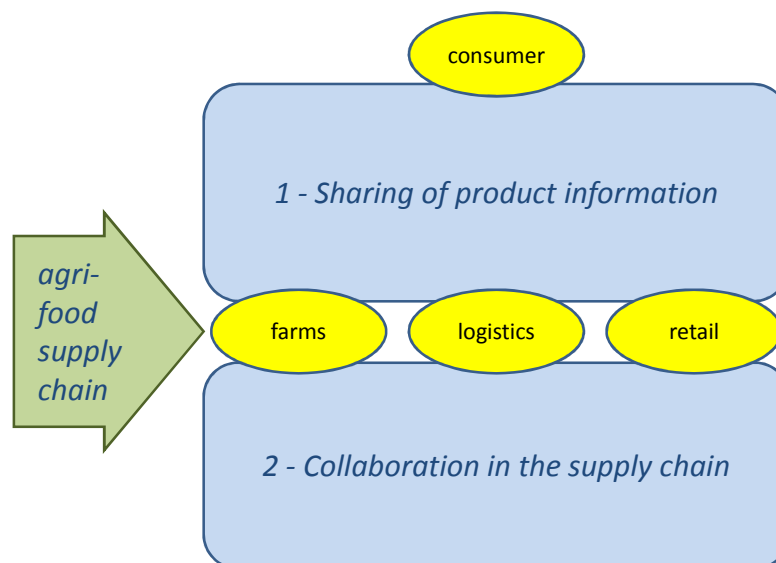 consumer
1 - Sharing of product information
agri-
food
supply
chain
farms
logistics
retail
2 - Collaboration in the supply chain